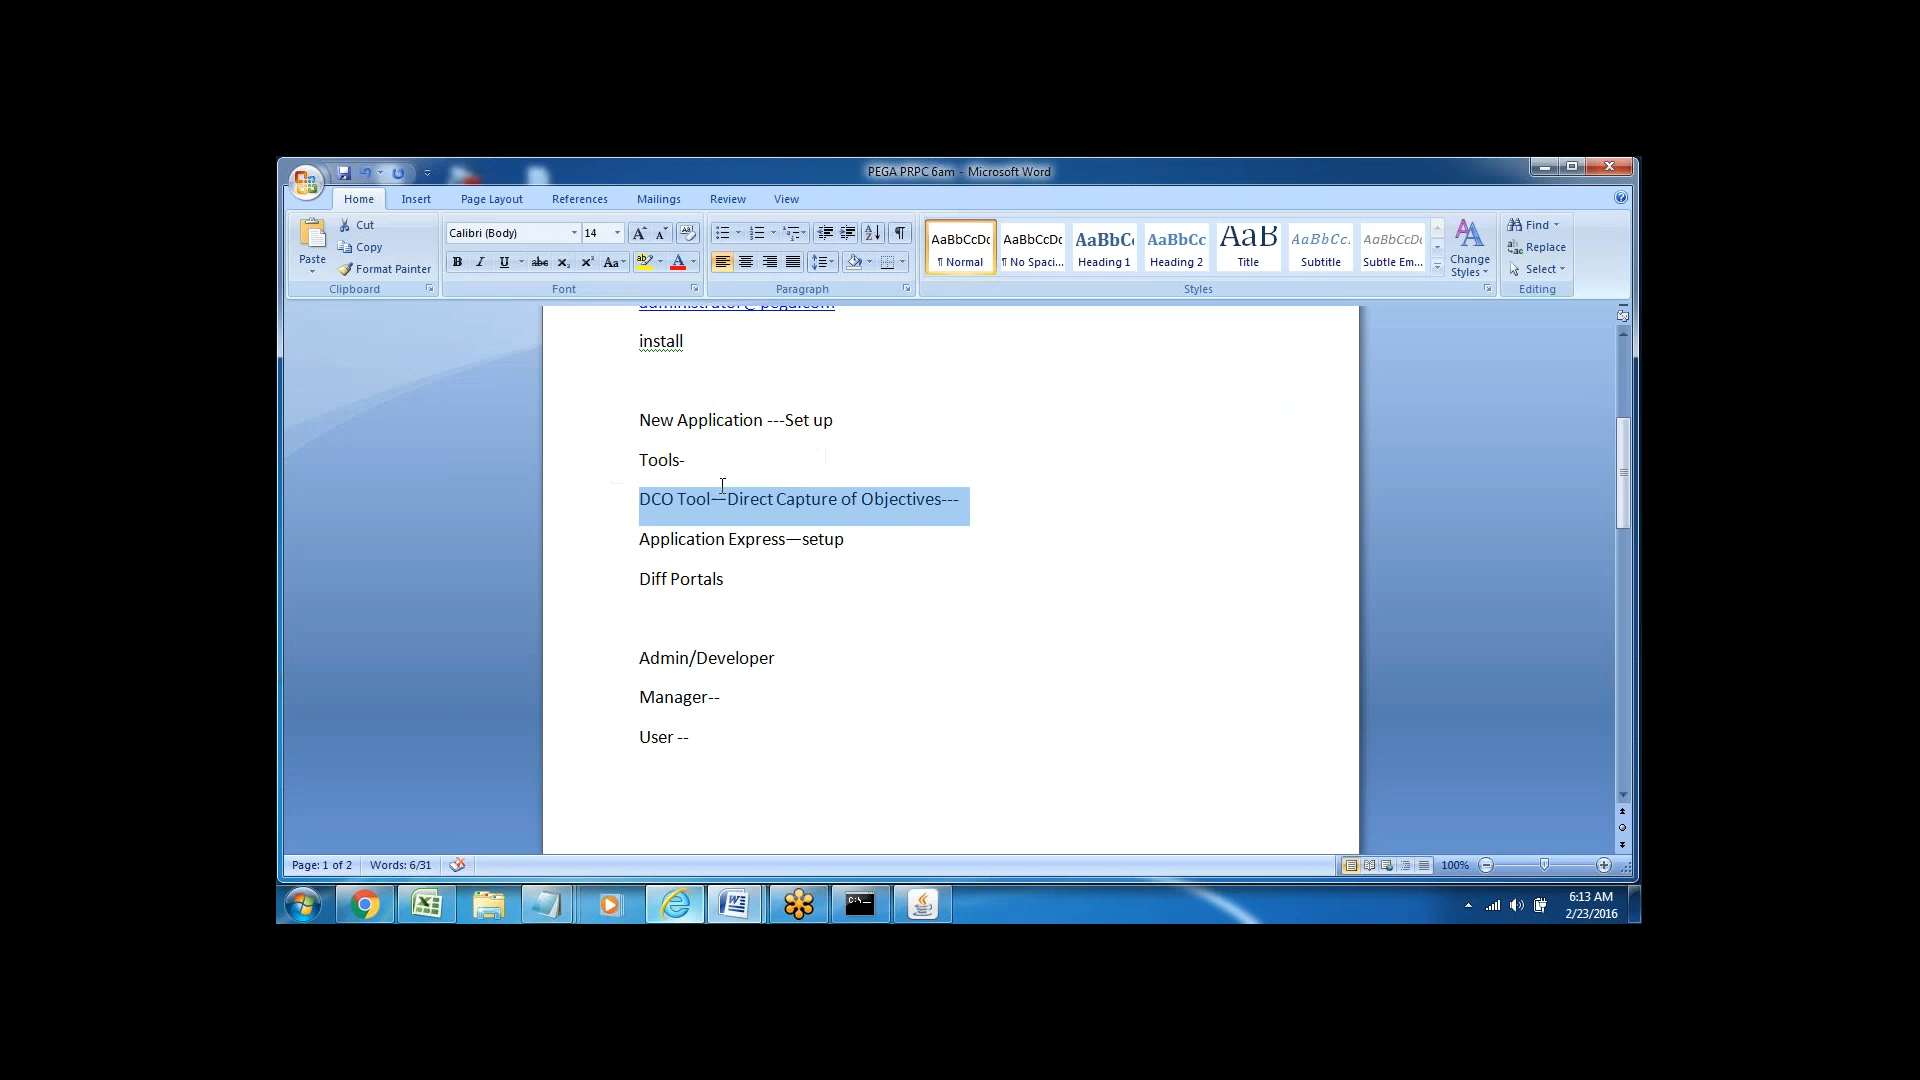 PEGA PRPC 6am - Microsoft Word
Home Insert Page Layout References Mailings Review View
Paste
Cut
Copy
Format Painter
Clipboard
Calibri (Body) 14
Font
Paragraph
AaBbCcDc
¶ Normal
AaBbCcDc
¶ No Spaci...
AaBbC
Heading 1
AaBbCc
Heading 2
AaB
Title
AaBbCc.
Subtitle
AaBbCcDc
Subtle Em...
Change
Styles
Styles
Find
Replace
Select
Editing
administrator@pega.com
install
New Application ---Set up
Tools-
DCO Tool—Direct Capture of Objectives---
Application Express—setup
Diff Portals
Admin/Developer
Manager--
User --
Page: 1 of 2 Words: 6/31 100%
6:13 AM
2/23/2016